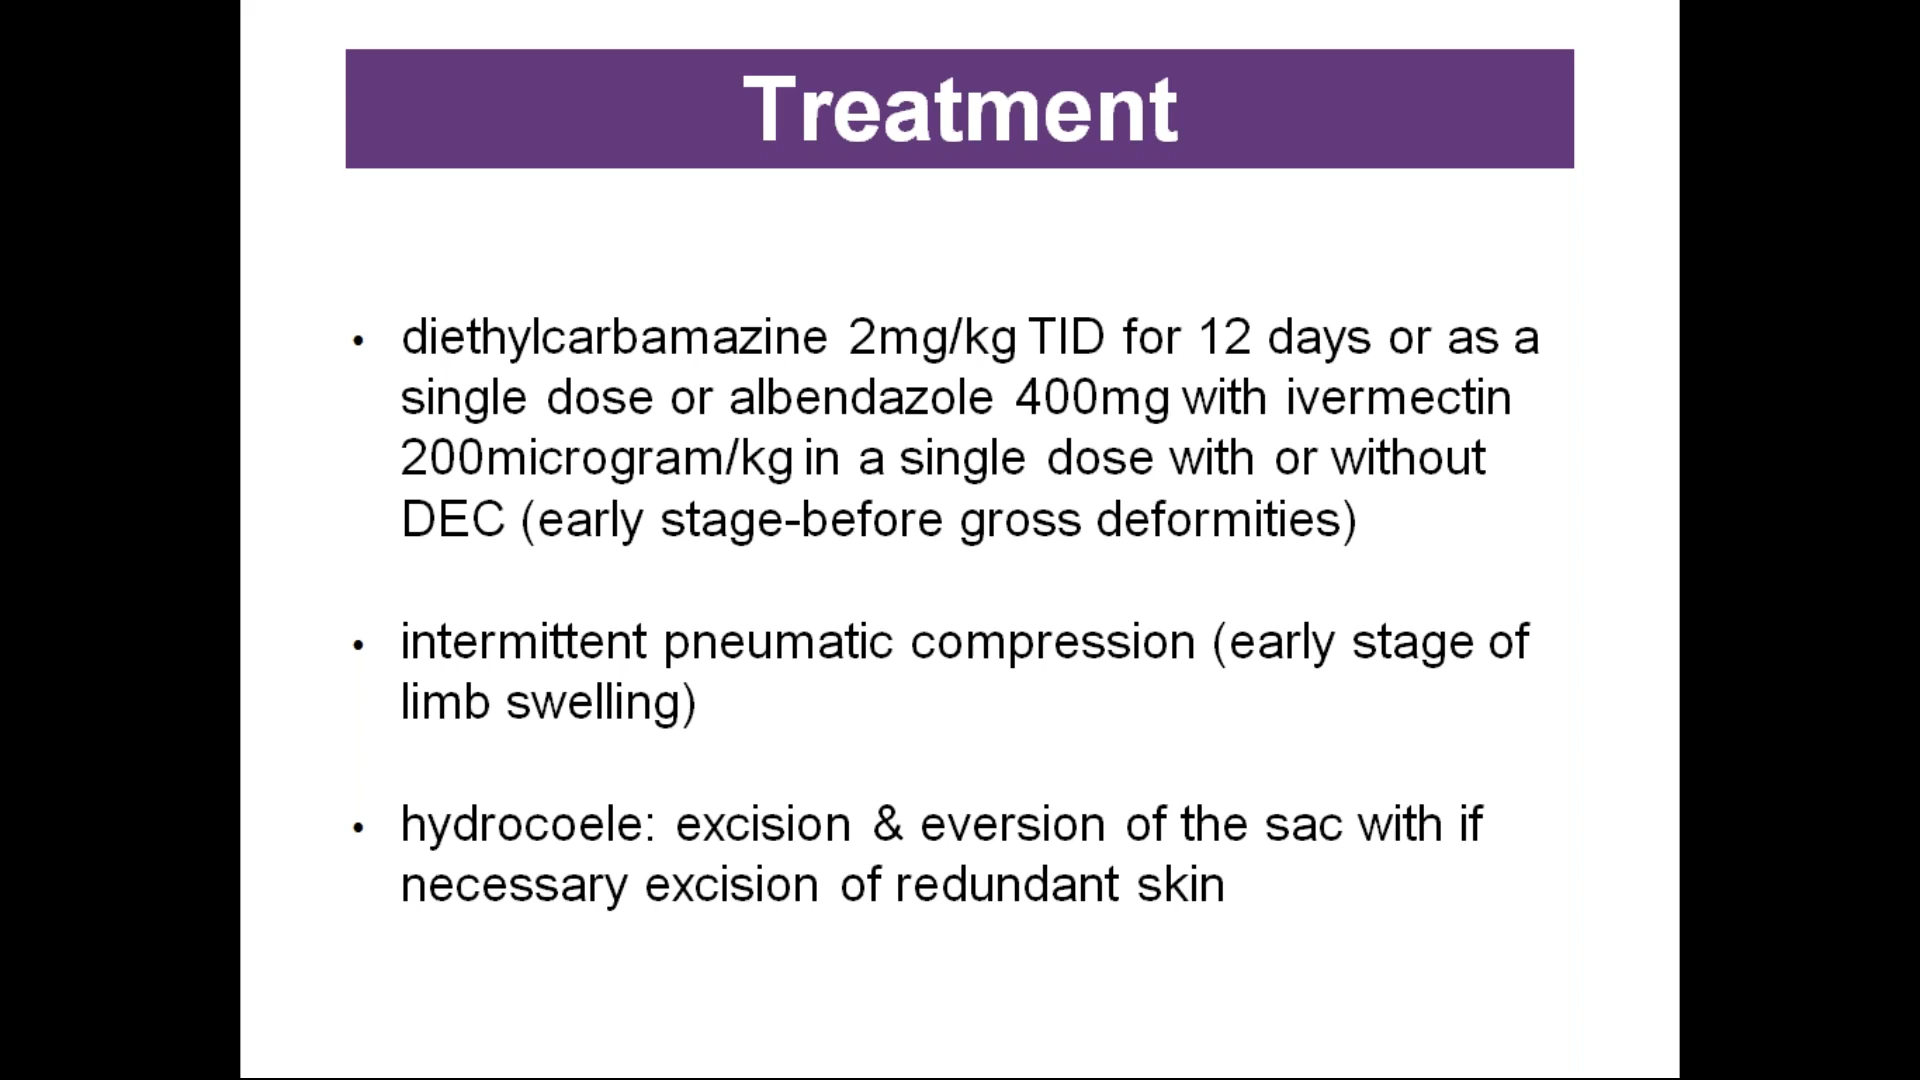 Treatment
• diethylcarbamazine 2mg/kg TID for 12 days or as a
single dose or albendazole 400mg with ivermectin
200microgram/kg in a single dose with or without
DEC (early stage-before gross deformities)
• intermittent pneumatic compression (early stage of
limb swelling)
• hydrocoele: excision & eversion of the sac with if
necessary excision of redundant skin